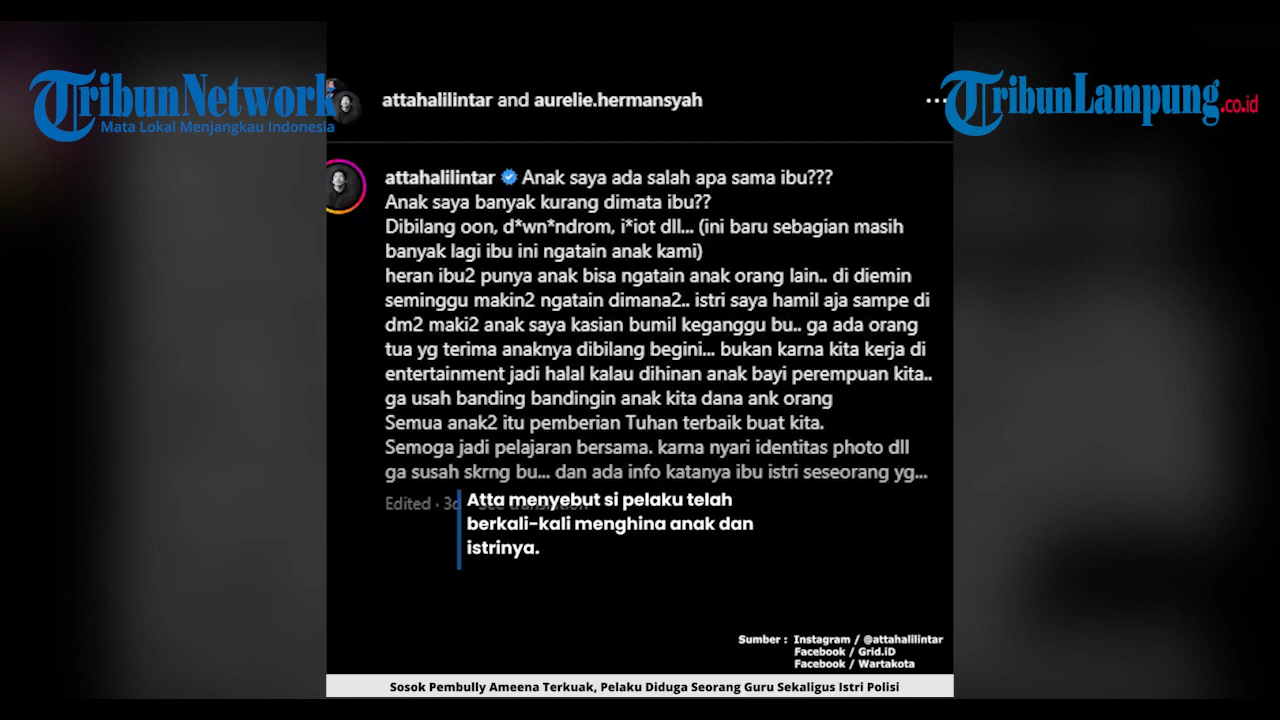 TribunNetwork
Mata Lokal Menjangkau Indonesia
TribunLampung.co.id
attahalilintar and aurelie.hermansyah
attahalilintar Anak saya ada salah apa sama ibu???
Anak saya banyak kurang dimata ibu??
Dibilang oon, d*wn*ndrom, i*iot dll... (ini baru sebagian masih
banyak lagi ibu ini ngatain anak kami)
heran ibu2 punya anak bisa ngatain anak orang lain.. di diemin
seminggu makin2 ngatain dimana2.. istri saya hamil aja sampe di
dm2 maki2 anak saya kasian bumil keganggu bu.. ga ada orang
tua yg terima anaknya dibilang begini... bukan karna kita kerja di
entertainment jadi halal kalau dihinan anak bayi perempuan kita..
ga usah banding bandingin anak kita dana ank orang
Semua anak2 itu pemberian Tuhan terbaik buat kita.
Semoga jadi pelajaran bersama. karna nyari identitas photo dll
ga susah skrng bu... dan ada info katanya ibu istri seseorang yg...
Edited · 3d
Atta menyebut si pelaku telah
berkali-kali menghina anak dan
istrinya.
Sumber : Instagram / @attahalilintar
Facebook / Grid.iD
Facebook / Wartakota
Sosok Pembully Ameena Terkuak, Pelaku Diduga Seorang Guru Sekaligus Istri Polisi